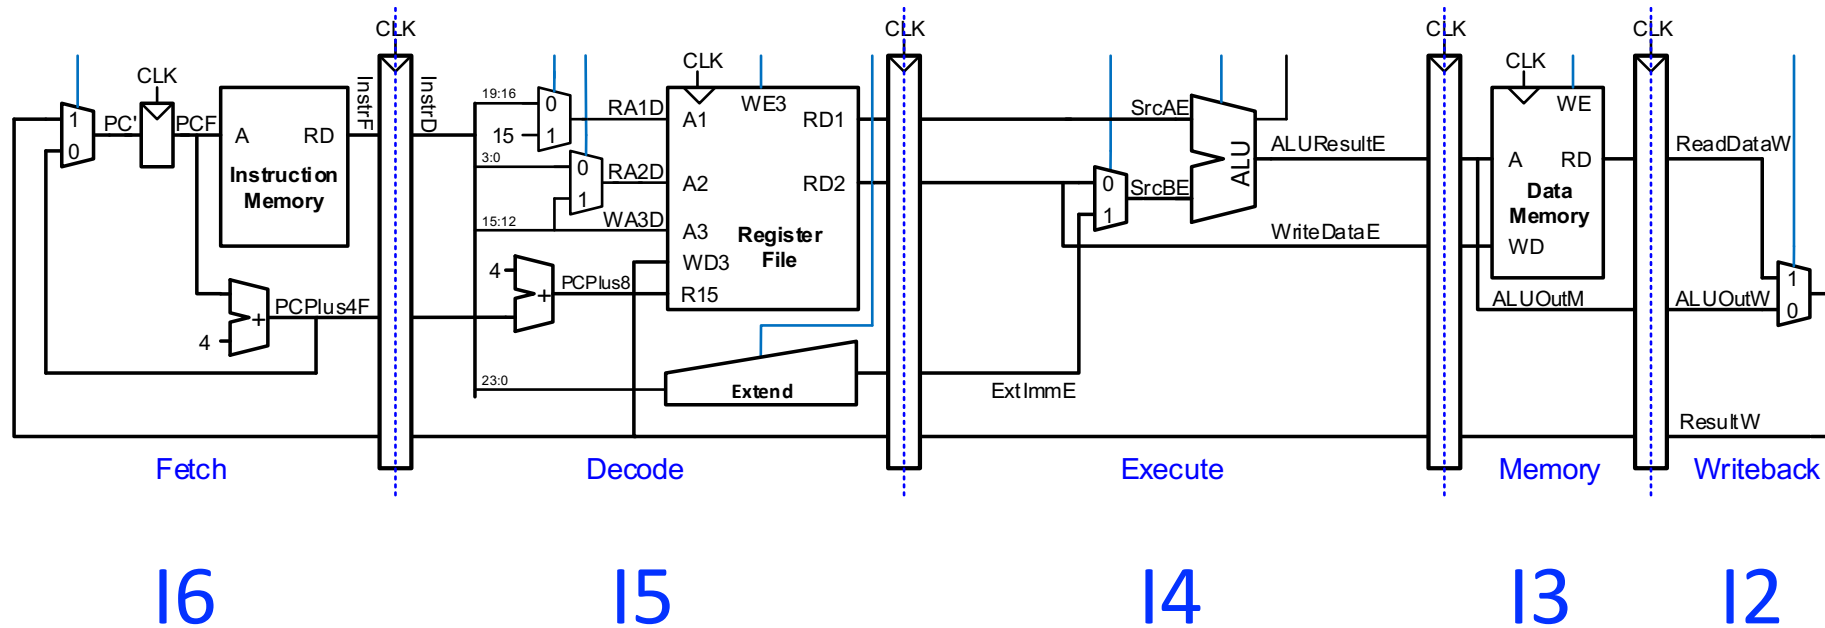 CLK
CLK
CLK
CLK
CLK
CLK
CLK
1
0
PC'
PCF
A
RD
Instruction
Memory
InstrF
InstrD
4
+
PCPlus4F
19:16
15
0
1
RA1D
3:0
0
1
RA2D
15:12
WA3D
4
+
PCPlus8
A1
WE3
RD1
A2
RD2
A3
Register
File
WD3
R15
23:0
Extend
ExtImmE
0
1
SrcAE
SrcBE
ALU
ALUResultE
WriteDataE
WE
A
RD
Data
Memory
WD
ALUOutM
ReadDataW
ALUOutW
1
0
ResultW
Fetch
Decode
Execute
Memory
Writeback
I6
I5
I4
I3
I2